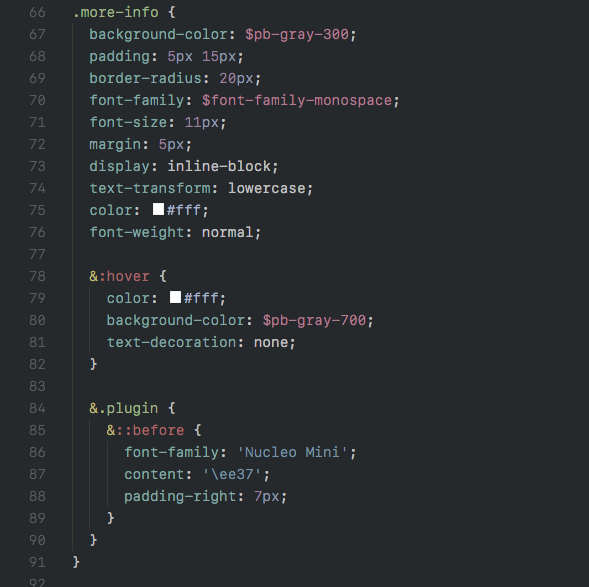 66 .more-info {
67 background-color: $pb-gray-300;
68 padding: 5px 15px;
69 border-radius: 20px;
70 font-family: $font-family-monospace;
71 font-size: 11px;
72 margin: 5px;
73 display: inline-block;
74 text-transform: lowercase;
75 color: #fff;
76 font-weight: normal;
77
78 &:hover {
79 color: #fff;
80 background-color: $pb-gray-700;
81 text-decoration: none;
82 }
83
84 &.plugin {
85 &::before {
86 font-family: 'Nucleo Mini';
87 content: '\ee37';
88 padding-right: 7px;
89 }
90 }
91 }
92